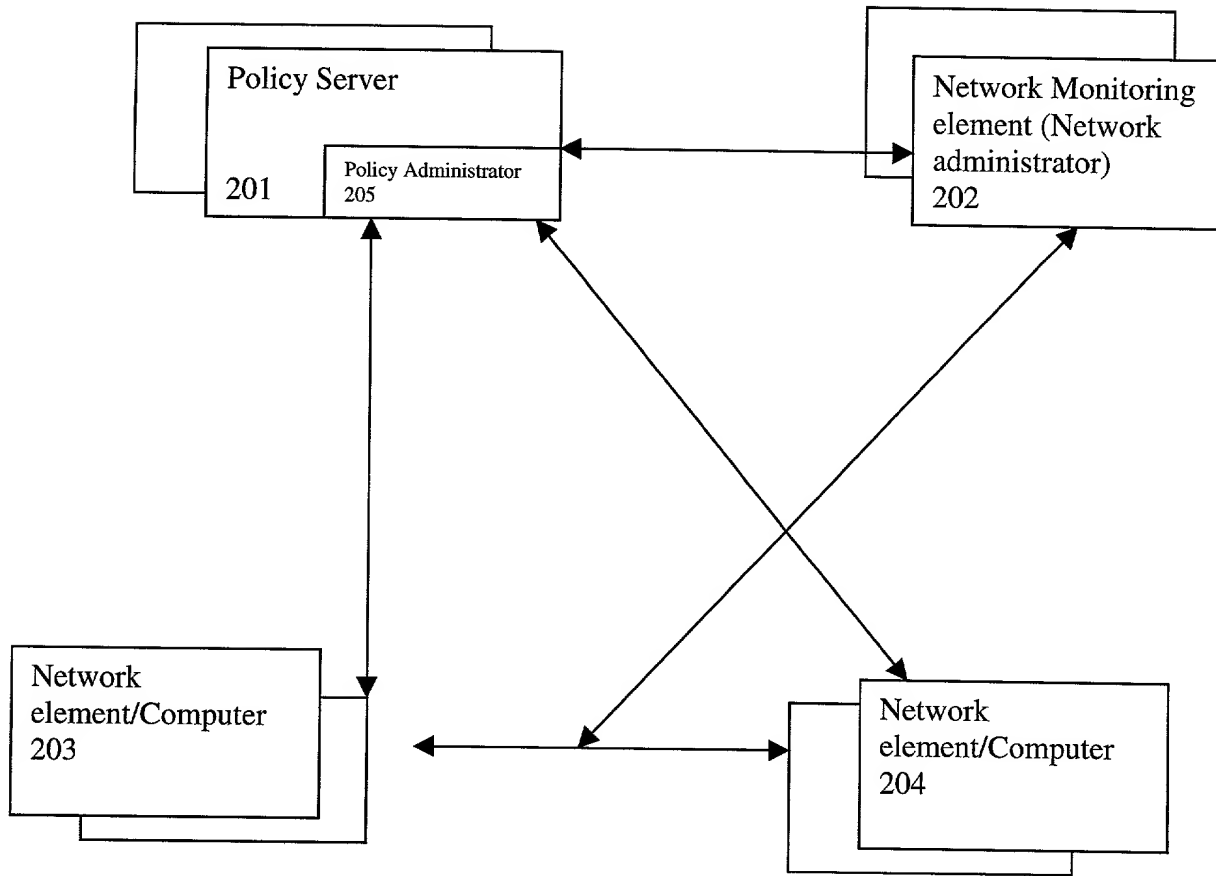 Policy Server
201
Policy Administrator
205
Network Monitoring
element (Network
administrator)
202
Network
element/Computer
203
Network
element/Computer
204